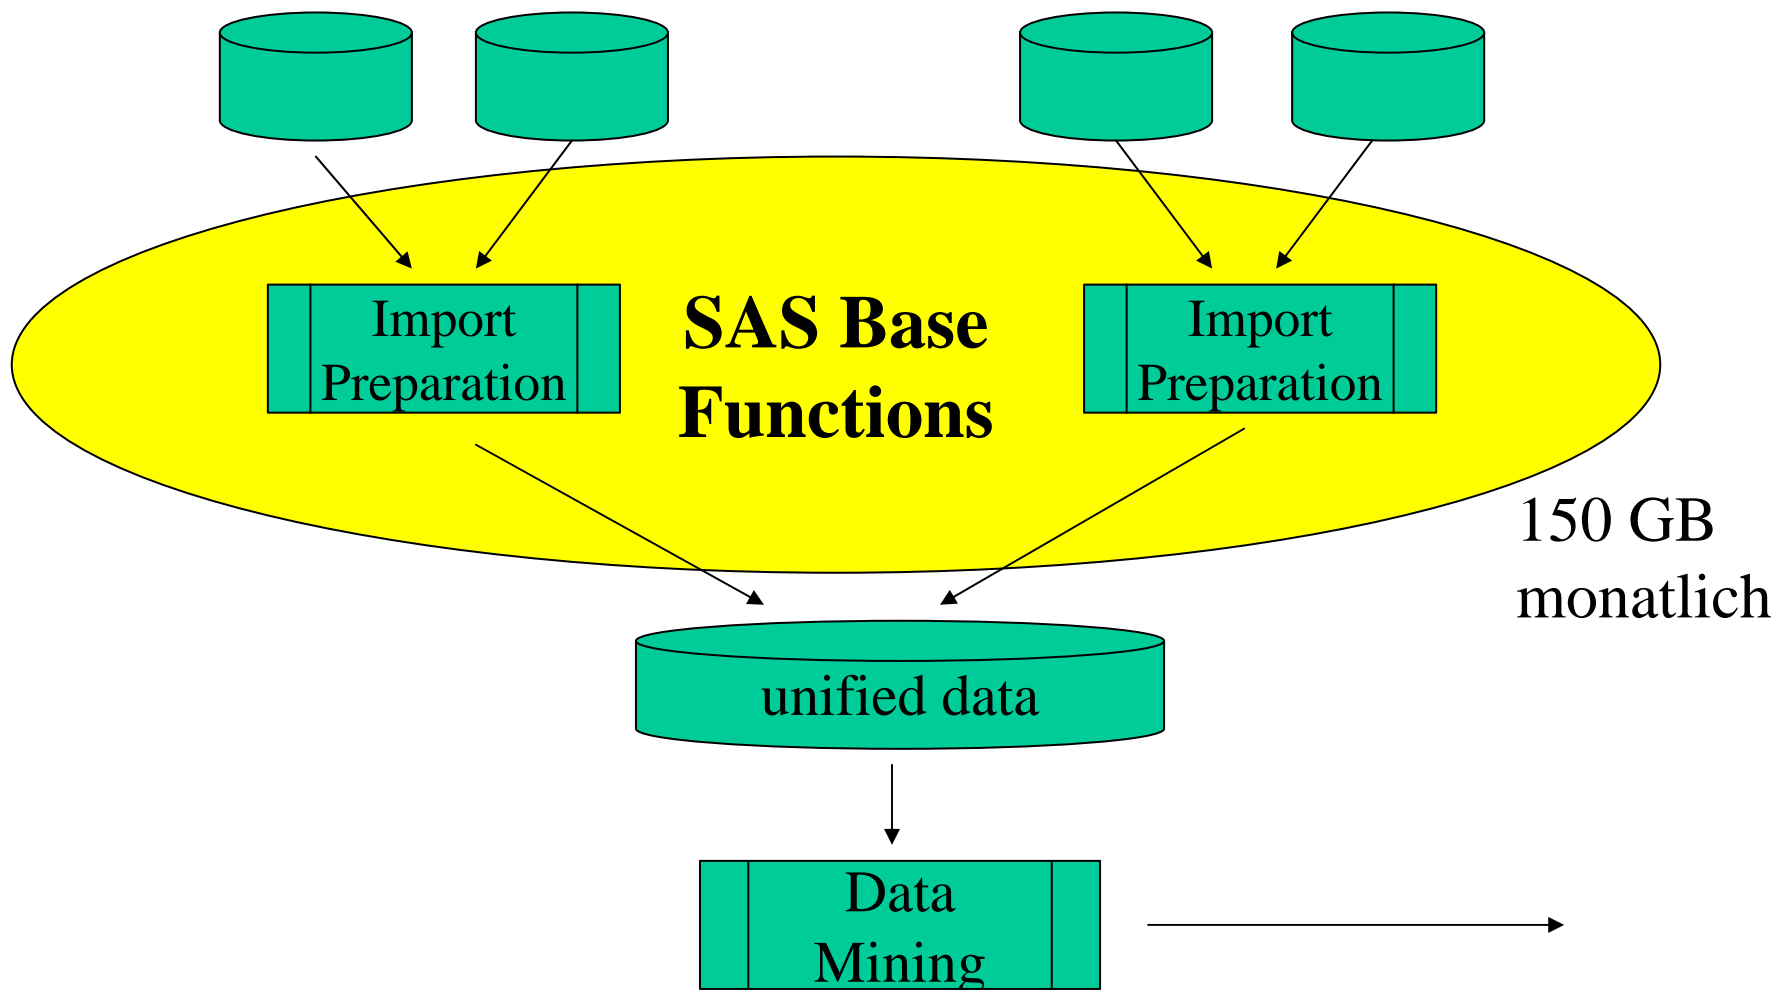 Import
Preparation
SAS Base
Functions
Import
Preparation
150 GB
monatlich
unified data
Data
Mining